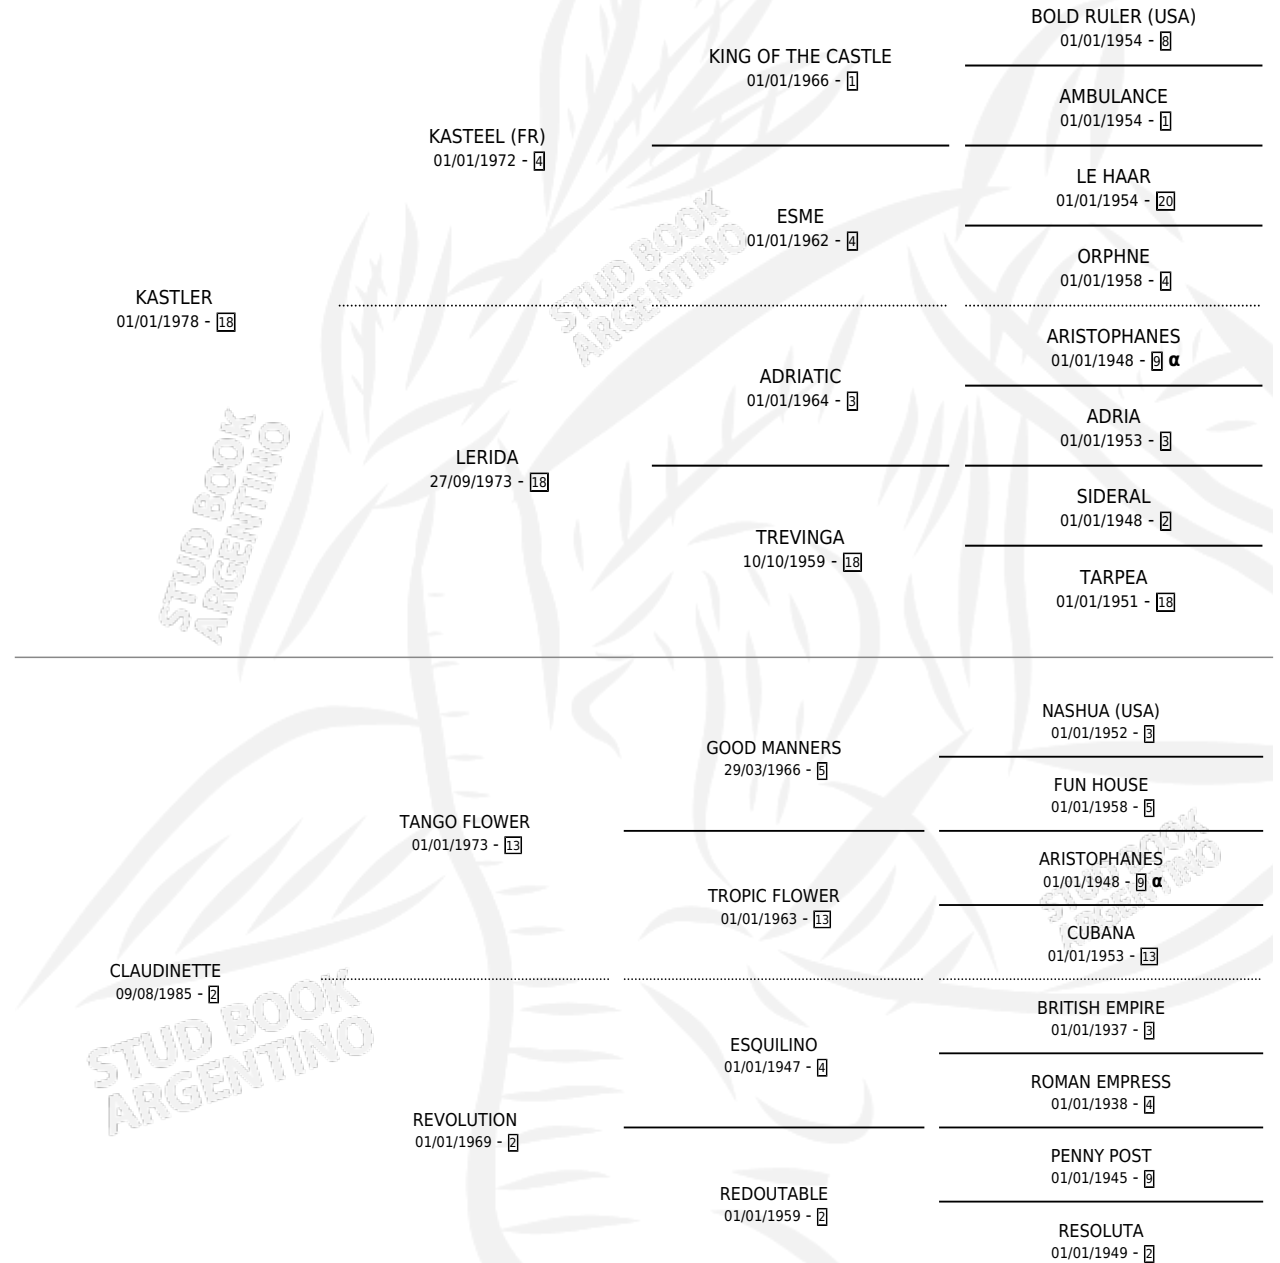 BOLD RULER (USA)
01/01/1954 - 8
KING OF THE CASTLE
01/01/1966 - 1
AMBULANCE
01/01/1954 - 1
KASTEEL (FR)
01/01/1972 - 4
LE HAAR
01/01/1954 - 20
ESME
01/01/1962 - 4
ORPHNE
01/01/1958 - 4
KASTLER
01/01/1978 - 18
ARISTOPHANES
01/01/1948 - 9 α
ADRIATIC
01/01/1964 - 3
ADRIA
01/01/1953 - 3
LERIDA
27/09/1973 - 18
SIDERAL
01/01/1948 - 2
TREVINGA
10/10/1959 - 18
TARPEA
01/01/1951 - 18
NASHUA (USA)
01/01/1952 - 3
GOOD MANNERS
29/03/1966 - 5
FUN HOUSE
01/01/1958 - 5
TANGO FLOWER
01/01/1973 - 13
ARISTOPHANES
01/01/1948 - 9 α
TROPIC FLOWER
01/01/1963 - 13
CUBANA
01/01/1953 - 13
CLAUDINETTE
09/08/1985 - 2
BRITISH EMPIRE
01/01/1937 - 3
ESQUILINO
01/01/1947 - 4
ROMAN EMPRESS
01/01/1938 - 4
REVOLUTION
01/01/1969 - 2
PENNY POST
01/01/1945 - 9
REDOUTABLE
01/01/1959 - 2
RESOLUTA
01/01/1949 - 2
STUD BOOK
ARGENTINO
STUD BOOK
ARGENTINO
STUD BOOK
ARGENTINO
STUD BOOK
ARGENTINO